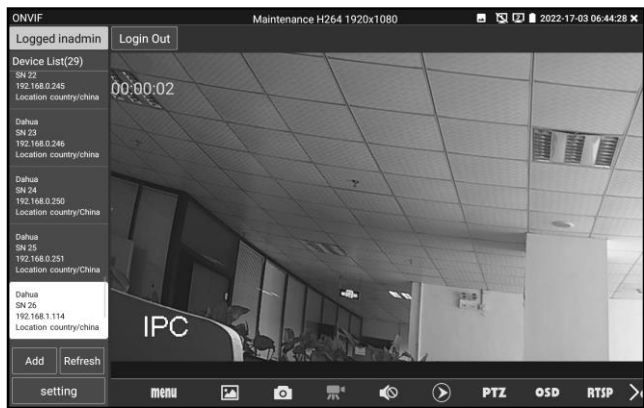 ONVIF
Maintenance H264 1920x1080
2022-17-03 06:44:28
Logged inadmin
Login Out
Device List(29)
SN 22
192.168.0.245
Location country/china
Dahua
SN 23
192.168.0.246
Location country/china
Dahua
SN 24
192.168.0.250
Location country/China
Dahua
SN 25
192.168.0.251
Location country/China
Dahua
SN 26
192.168.1.114
Location country/china
Add
Refresh
setting
00:00:02
IPC
menu
PTZ
OSD
RTSP